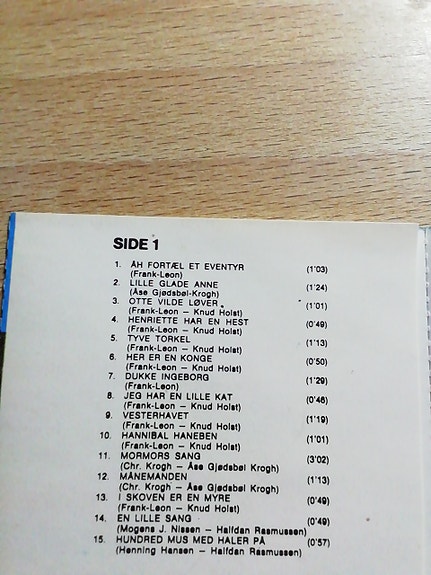 SIDE 1
1. ÅH FORTÆL ET EVENTYR (1'03)
(Frank-Leon)
2. LILLE GLADE ANNE (1'24)
(Åse Gjødsbøl-Krogh)
3. OTTE VILDE LØVER (1'01)
(Frank-Leon – Knud Holst)
4. HENRIETTE HAR EN HEST (0'49)
(Frank-Leon – Knud Holst)
5. TYVE TORKEL (1'13)
(Frank-Leon – Knud Holst)
6. HER ER EN KONGE (0'50)
(Frank-Leon – Knud Holst)
7. DUKKE INGEBORG (1'29)
(Frank-Leon)
8. JEG HAR EN LILLE KAT (0'46)
(Frank-Leon – Knud Holst)
9. VESTERHAVET (1'19)
(Frank-Leon – Knud Holst)
10. HANNIBAL HANEBEN (1'01)
(Frank-Leon – Knud Holst)
11. MORMORS SANG (3'02)
(Chr. Krogh – Åse Gjødsbøl Krogh)
12. MÅNEMANDEN (1'13)
(Chr. Krogh – Åse Gjødsbøl Krogh)
13. I SKOVEN ER EN MYRE (0'49)
(Frank-Leon – Knud Holst)
14. EN LILLE SANG (0'49)
(Mogens J. Nissen – Halfdan Rasmussen)
15. HUNDRED MUS MED HALER PÅ (0'57)
(Henning Hansen – Halfdan Rasmussen)